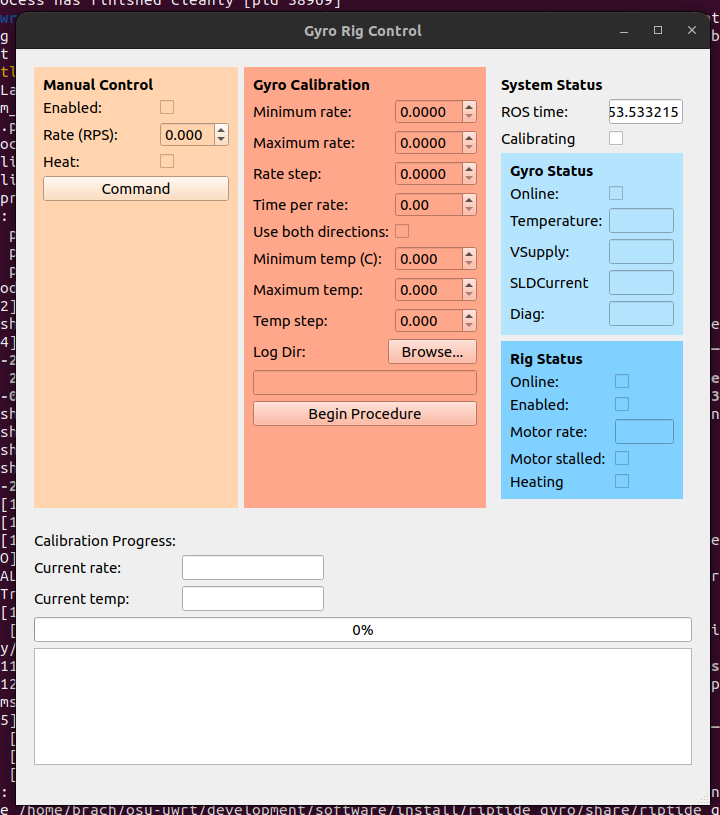 ocess has finished cleanly [pid 38969]
Gyro Rig Control
Manual Control
Enabled:
Rate (RPS): 0.000
Heat:
Command
Gyro Calibration
Minimum rate: 0.0000
Maximum rate: 0.0000
Rate step: 0.0000
Time per rate: 0.00
Use both directions:
Minimum temp (C): 0.000
Maximum temp: 0.000
Temp step: 0.000
Log Dir: Browse...
Begin Procedure
System Status
ROS time: 53.533215
Calibrating
Gyro Status
Online:
Temperature:
VSupply:
SLDCurrent
Diag:
Rig Status
Online:
Enabled:
Motor rate:
Motor stalled:
Heating
Calibration Progress:
Current rate:
Current temp:
0%
e /home/brach/osu-uwrt/development/software/install/riptide_gyro/share/riptide_g